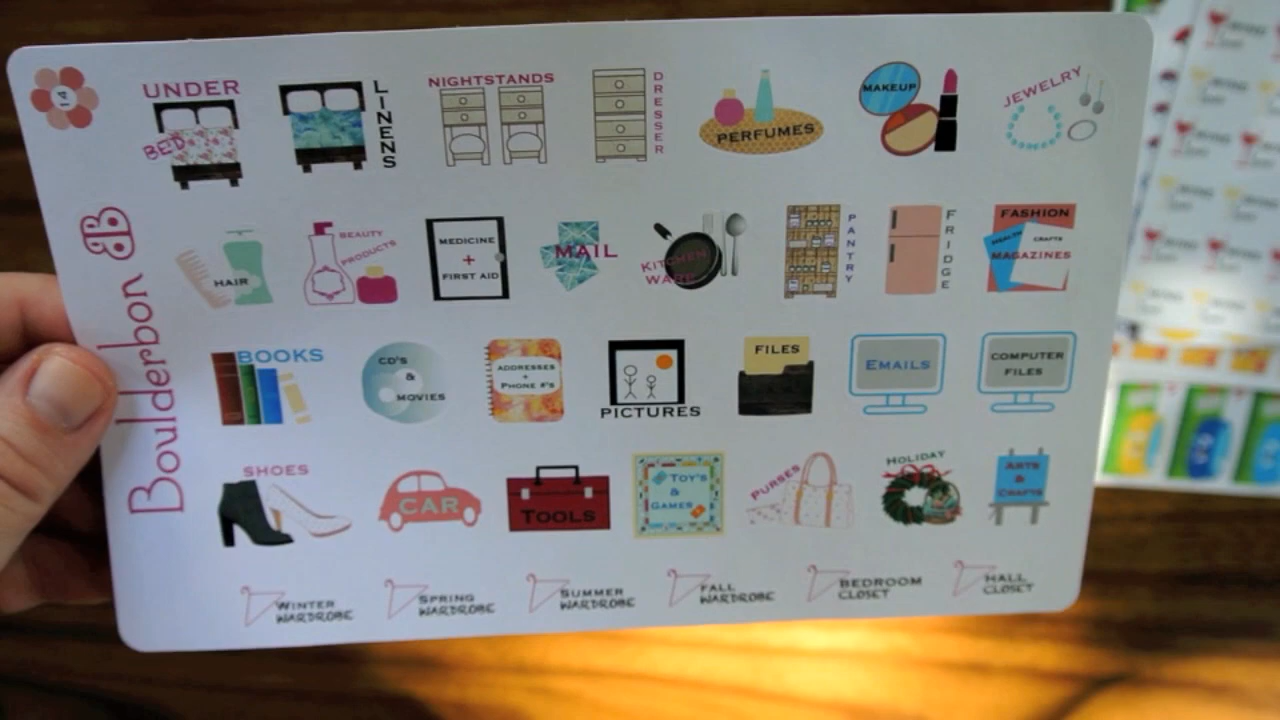 14
Boulderbon B
UNDER
BED
LINENS
NIGHTSTANDS
DRESSER
PERFUMES
MAKEUP
JEWELRY
HAIR
BEAUTY
PRODUCTS
MEDICINE
+
FIRST AID
MAIL
KITCHEN
WARE
PANTRY
FRIDGE
FASHION
HEALTH
CRAFTS
MAGAZINES
BOOKS
CD'S
&
MOVIES
ADDRESSES
+
PHONE #'S
PICTURES
FILES
EMAILS
COMPUTER
FILES
SHOES
CAR
TOOLS
TOY'S
&
GAMES
PURSES
HOLIDAY
ARTS
&
CRAFTS
WINTER
WARDROBE
SPRING
WARDROBE
SUMMER
WARDROBE
FALL
WARDROBE
BEDROOM
CLOSET
HALL
CLOSET